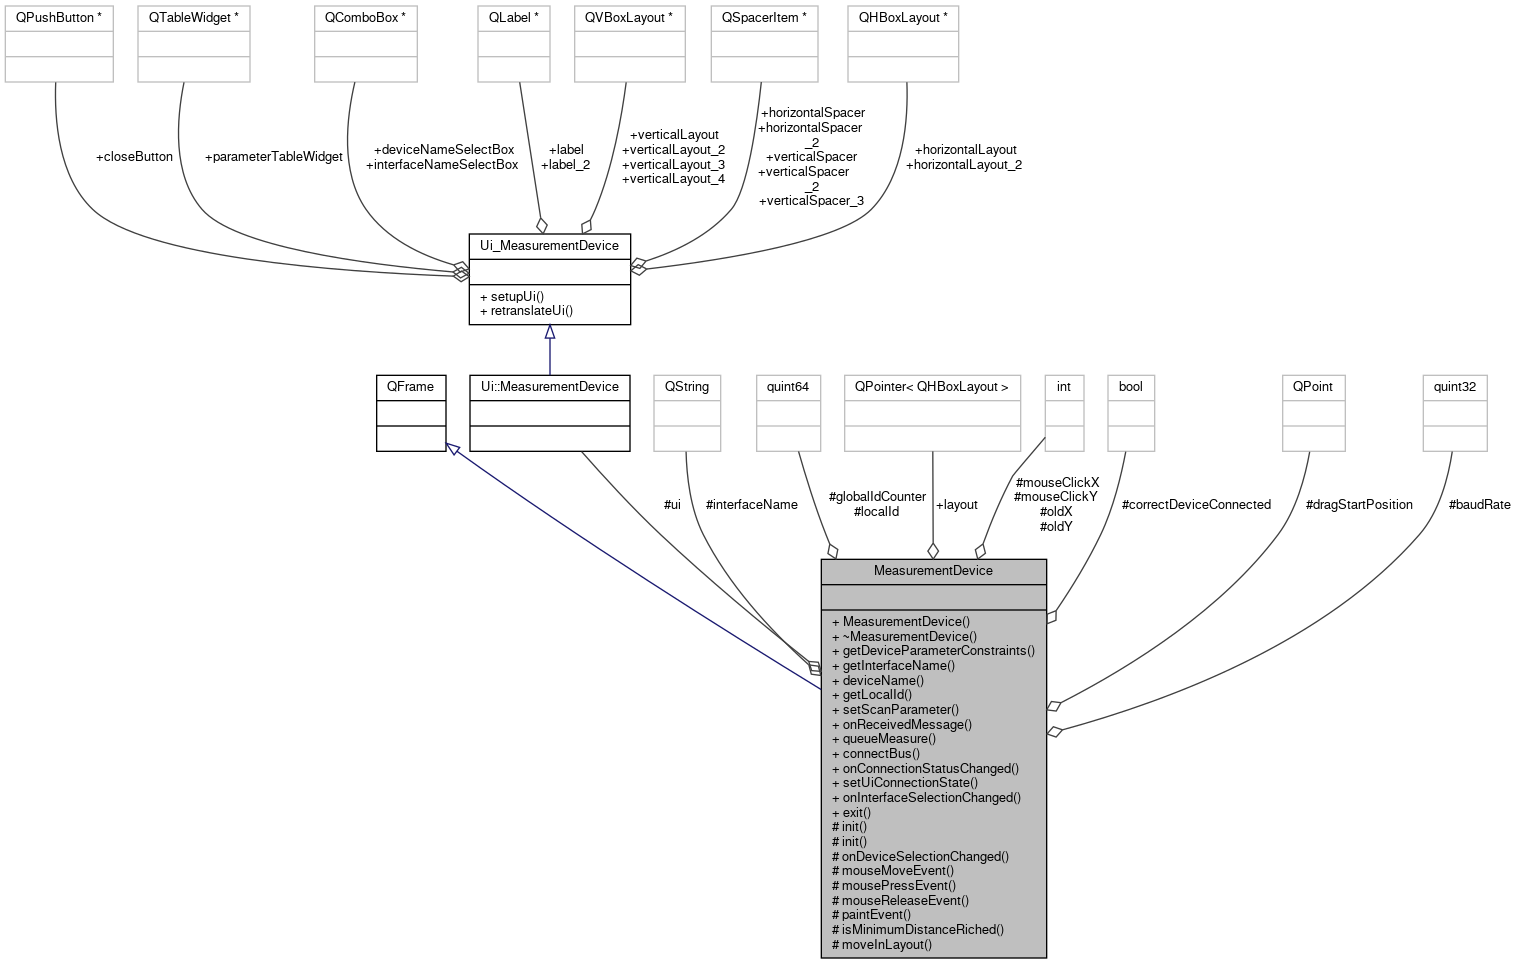 QPushButton *
QTableWidget *
QComboBox *
QLabel *
QVBoxLayout *
QSpacerItem *
QHBoxLayout *
+closeButton
+parameterTableWidget
+deviceNameSelectBox
+interfaceNameSelectBox
+label
+label_2
+verticalLayout
+verticalLayout_2
+verticalLayout_3
+verticalLayout_4
+horizontalSpacer
+horizontalSpacer
_2
+verticalSpacer
+verticalSpacer
_2
+verticalSpacer_3
+horizontalLayout
+horizontalLayout_2
Ui_MeasurementDevice
+ setupUi()
+ retranslateUi()
QFrame
Ui::MeasurementDevice
QString
quint64
QPointer< QHBoxLayout >
int
bool
QPoint
quint32
#ui
#interfaceName
#globalIdCounter
#localId
+layout
#mouseClickX
#mouseClickY
#oldX
#oldY
#correctDeviceConnected
#dragStartPosition
#baudRate
MeasurementDevice
+ MeasurementDevice()
+ ~MeasurementDevice()
+ getDeviceParameterConstraints()
+ getInterfaceName()
+ deviceName()
+ getLocalId()
+ setScanParameter()
+ onReceivedMessage()
+ queueMeasure()
+ connectBus()
+ onConnectionStatusChanged()
+ setUiConnectionState()
+ onInterfaceSelectionChanged()
+ exit()
# init()
# init()
# onDeviceSelectionChanged()
# mouseMoveEvent()
# mousePressEvent()
# mouseReleaseEvent()
# paintEvent()
# isMinimumDistanceRiched()
# moveInLayout()